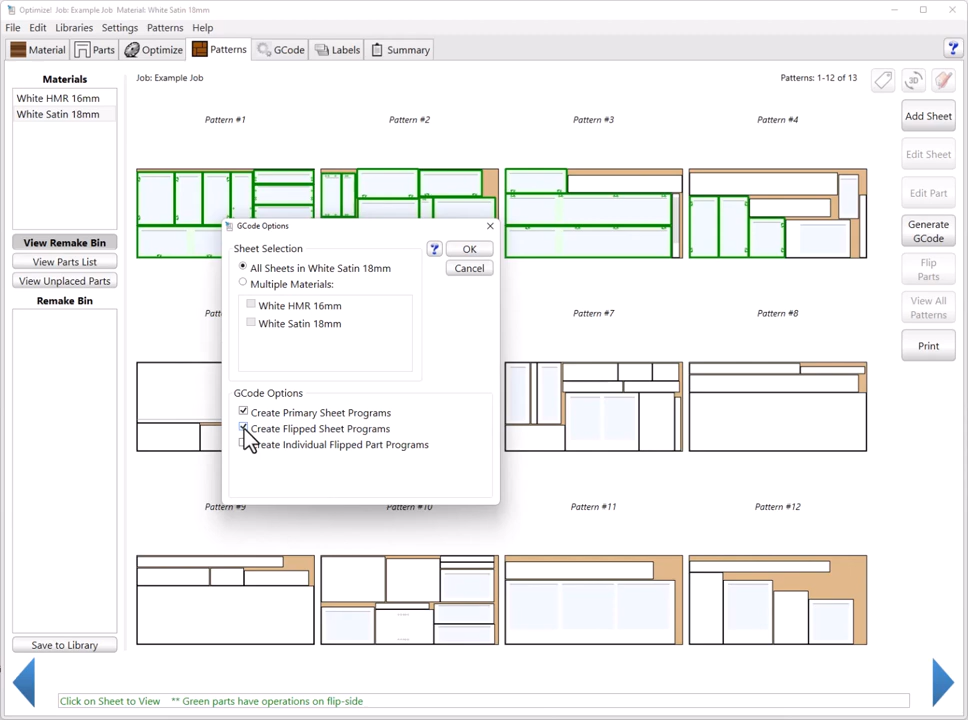 Optimize! Job: Example Job Material: White Satin 18mm
File Edit Libraries Settings Patterns Help
Material Parts Optimize Patterns GCode Labels Summary ?
Materials
White HMR 16mm
White Satin 18mm
View Remake Bin
View Parts List
View Unplaced Parts
Remake Bin
Save to Library
Job: Example Job
Patterns: 1-12 of 13
3D
Pattern #1 Pattern #2 Pattern #3 Pattern #4
Pattern #7 Pattern #8
Pattern #9 Pattern #10 Pattern #11 Pattern #12
GCode Options
Sheet Selection
? OK
Cancel
All Sheets in White Satin 18mm
Multiple Materials:
White HMR 16mm
White Satin 18mm
GCode Options
Create Primary Sheet Programs
Create Flipped Sheet Programs
Create Individual Flipped Part Programs
Add Sheet
Edit Sheet
Edit Part
Generate
GCode
Flip
Parts
View All
Patterns
Print
Click on Sheet to View ** Green parts have operations on flip-side